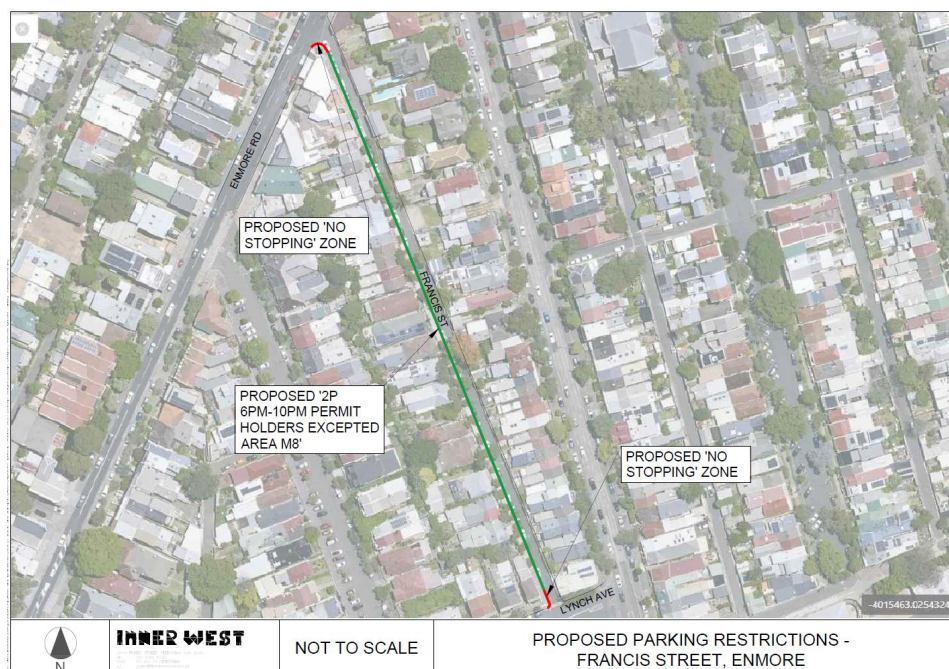 ENMORE RD
PROPOSED 'NO
STOPPING' ZONE
FRANCIS ST
PROPOSED '2P
6PM-10PM PERMIT
HOLDERS EXCEPTED
AREA M8'
PROPOSED 'NO
STOPPING' ZONE
LYNCH AVE
-4015463.0254324
N
INNER WEST
NOT TO SCALE
PROPOSED PARKING RESTRICTIONS -
FRANCIS STREET, ENMORE